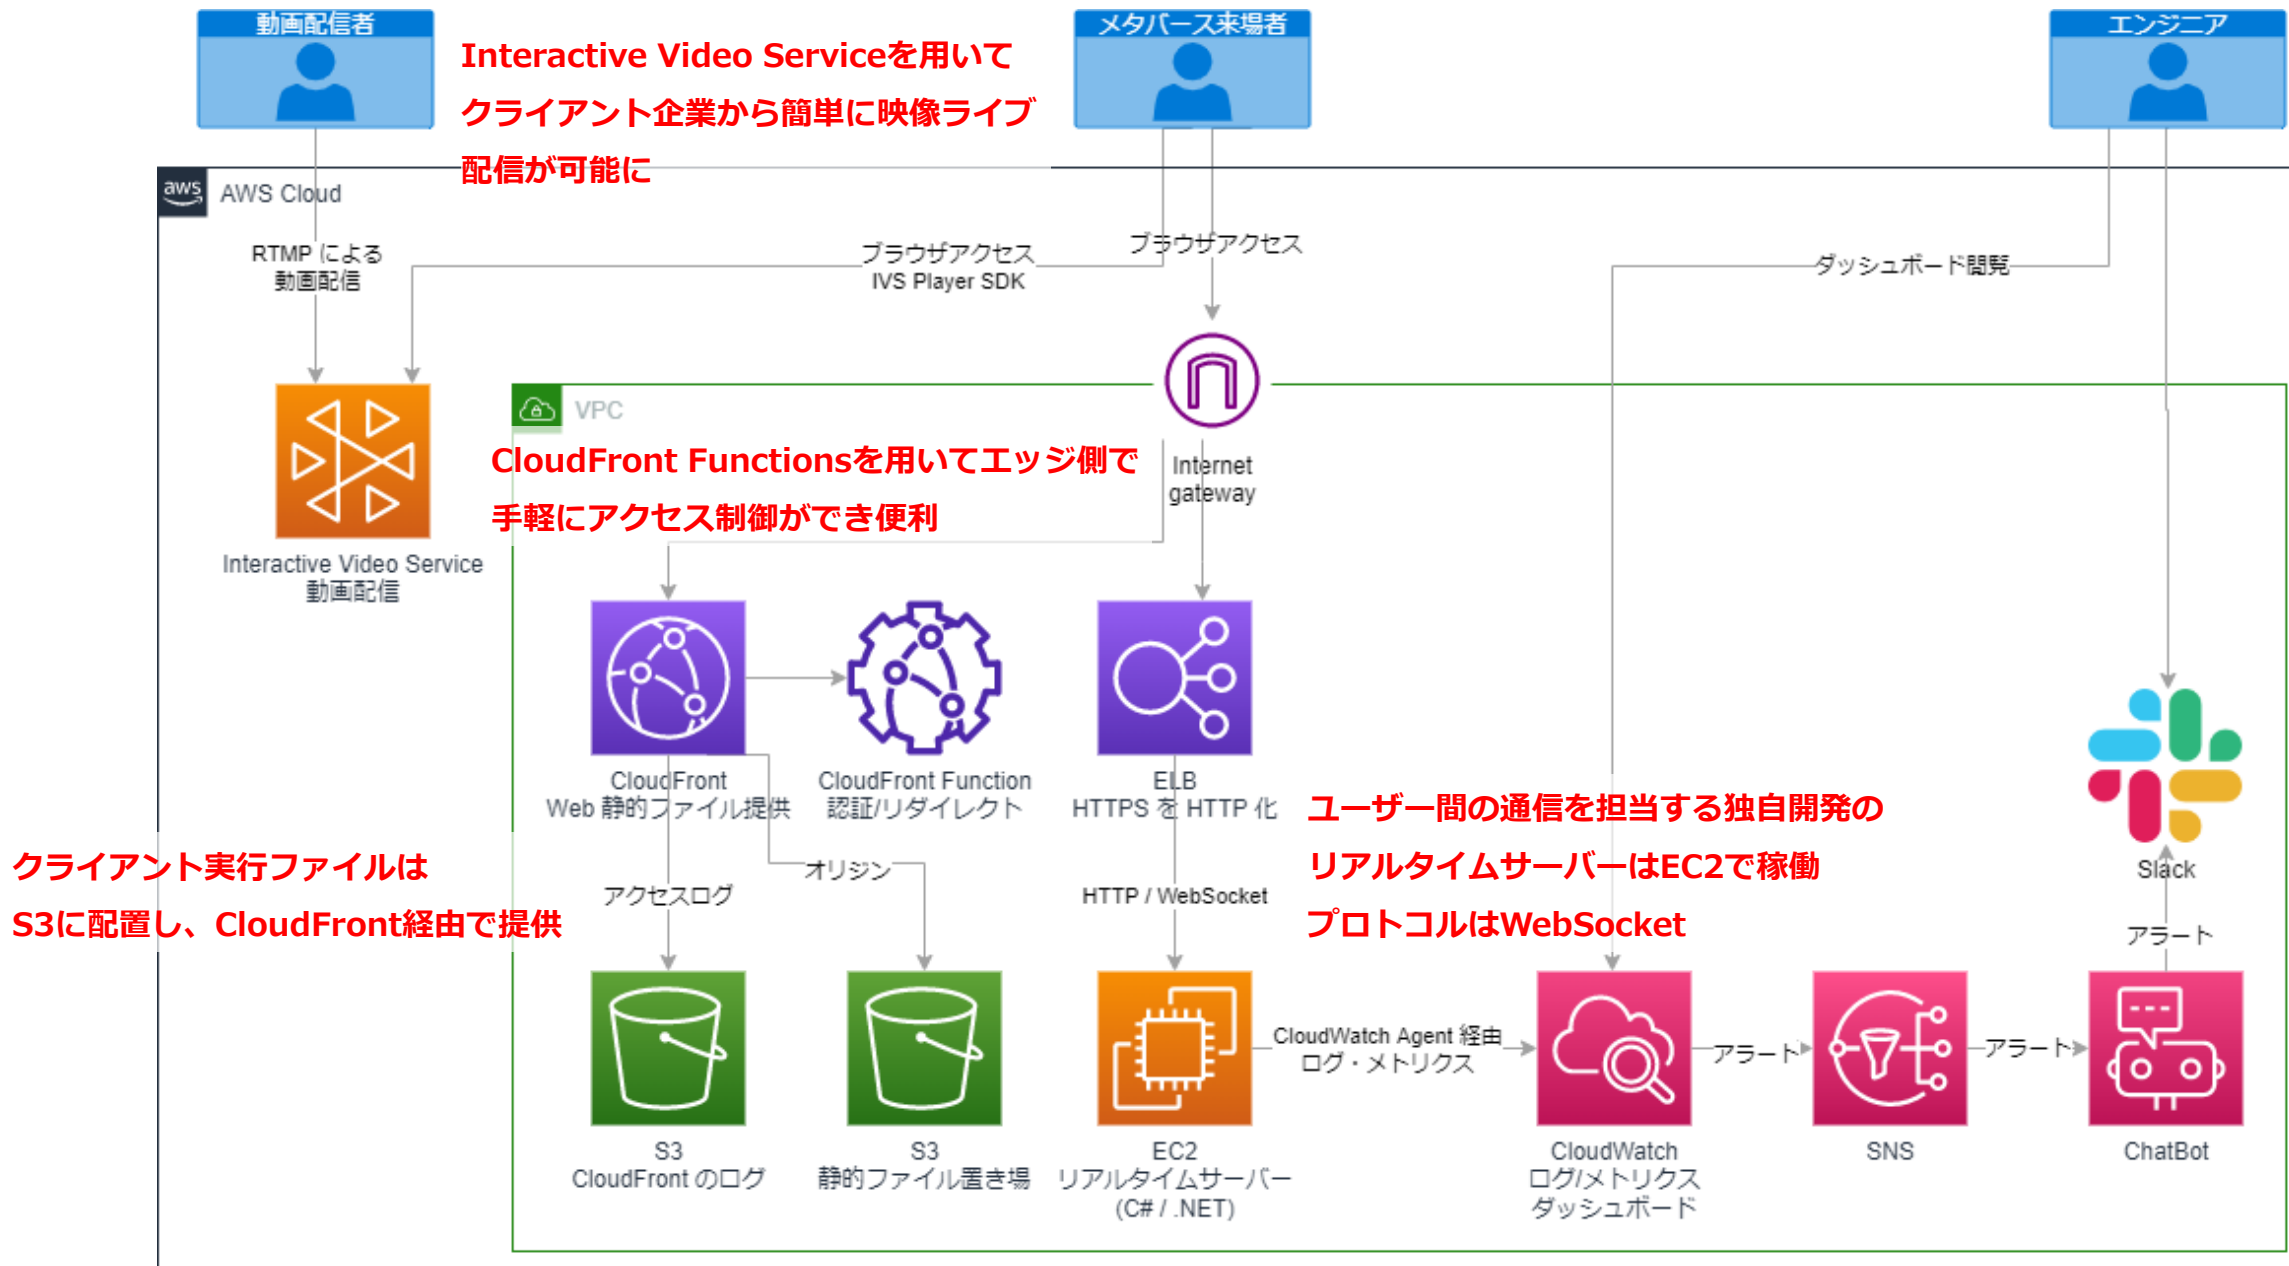 動画配信者
メタバース来場者
エンジニア
Interactive Video Serviceを用いて
クライアント企業から簡単に映像ライブ
配信が可能に
aws
AWS Cloud
RTMP による
動画配信
ブラウザアクセス
IVS Player SDK
ブラウザアクセス
ダッシュボード閲覧
VPC
CloudFront Functionsを用いてエッジ側で
手軽にアクセス制御ができ便利
Internet
gateway
Interactive Video Service
動画配信
CloudFront
Web 静的ファイル提供
CloudFront Function
認証/リダイレクト
ELB
HTTPS を HTTP 化
ユーザー間の通信を担当する独自開発の
リアルタイムサーバーはEC2で稼働
プロトコルはWebSocket
クライアント実行ファイルは
S3に配置し、CloudFront経由で提供
オリジン
アクセスログ
HTTP / WebSocket
Slack
アラート
CloudWatch Agent 経由
ログ・メトリクス
アラート
アラート
S3
CloudFront のログ
S3
静的ファイル置き場
EC2
リアルタイムサーバー
(C# / .NET)
CloudWatch
ログ/メトリクス
ダッシュボード
SNS
ChatBot